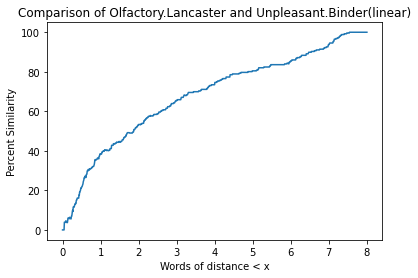 Comparison of Olfactory.Lancaster and Unpleasant.Binder(linear)
100
80
60
40
20
0
Percent Similarity
0 1 2 3 4 5 6 7 8
Words of distance < x